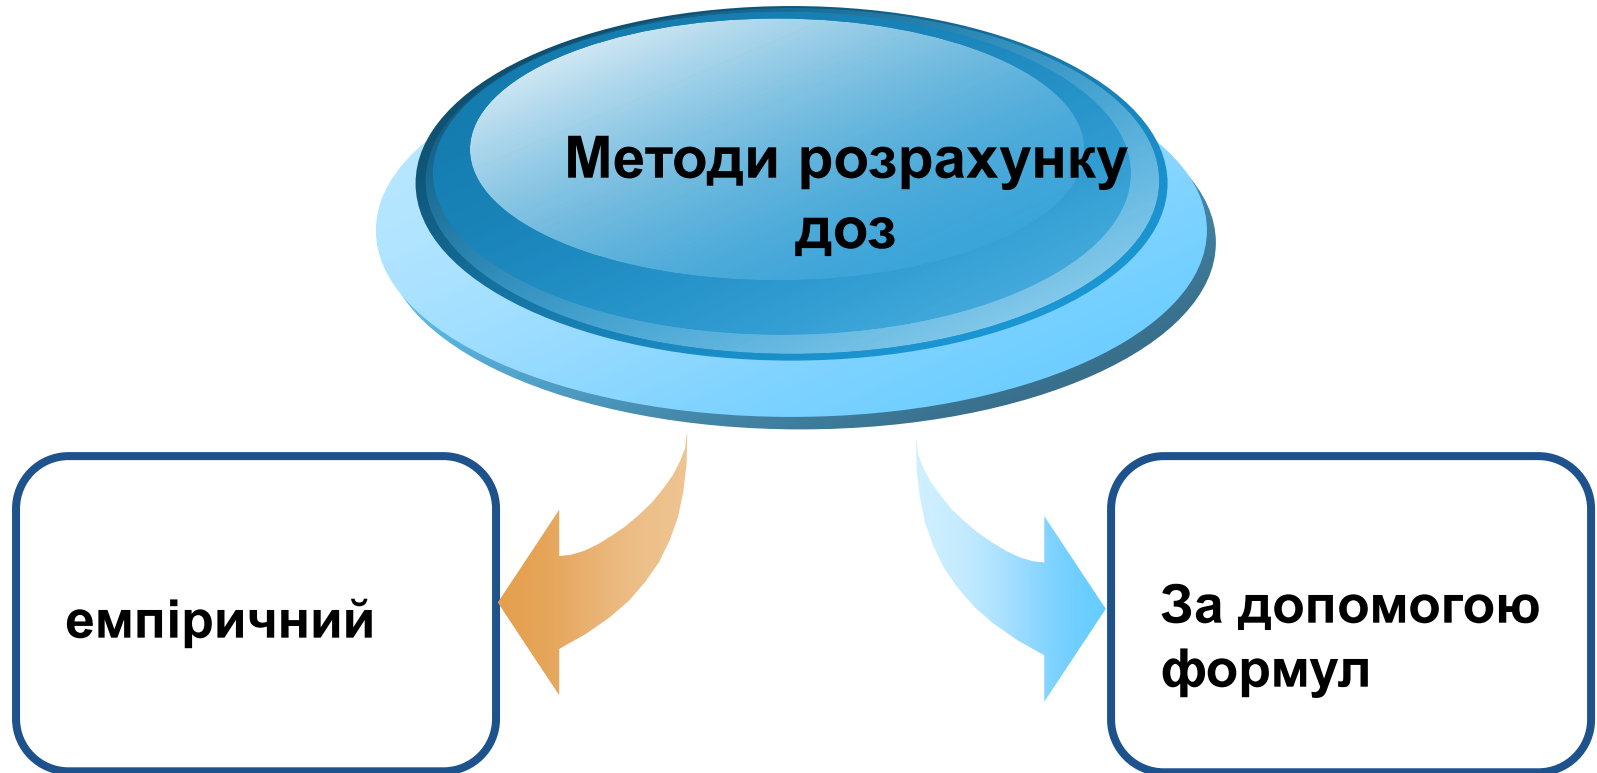 Методи розрахунку
доз
емпіричний
За допомогою
формул